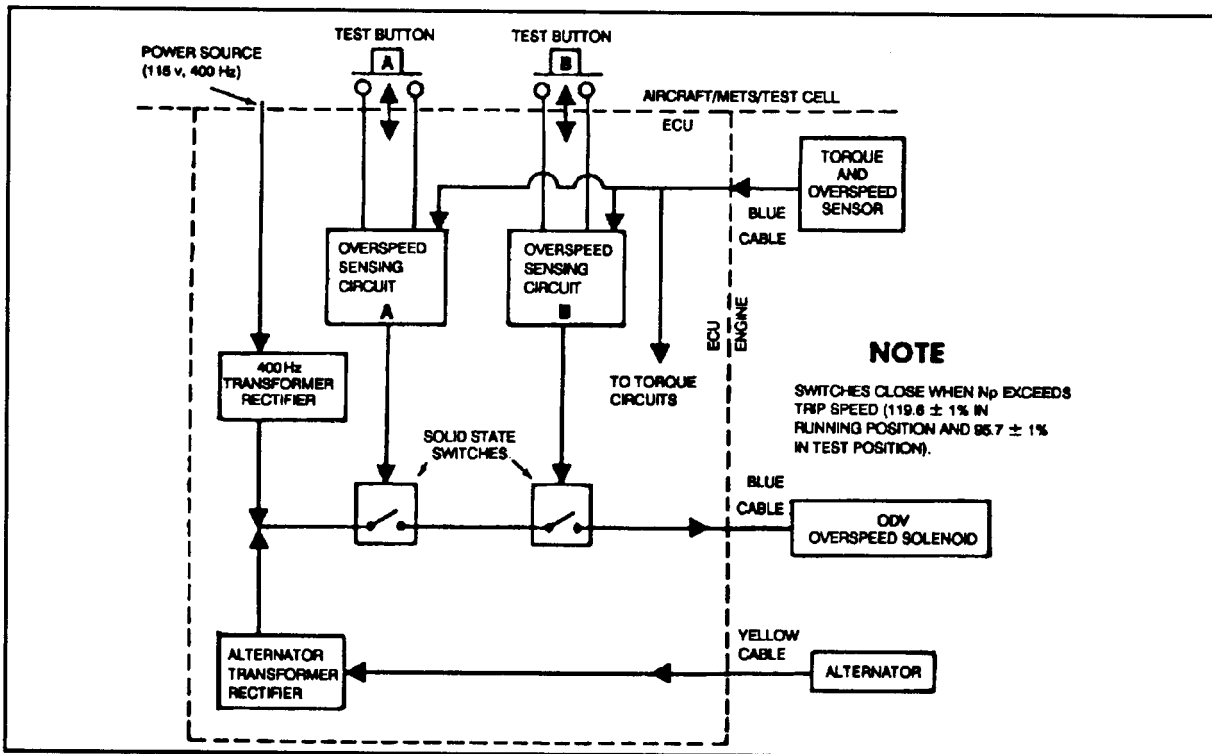 POWER SOURCE
(115 v, 400 Hz)
TEST BUTTON
A
TEST BUTTON
B
AIRCRAFT/METS/TEST CELL
ECU
TORQUE
AND
OVERSPEED
SENSOR
BLUE
CABLE
OVERSPEED
SENSING
CIRCUIT
A
OVERSPEED
SENSING
CIRCUIT
B
ECU
ENGINE
400 Hz
TRANSFORMER
RECTIFIER
TO TORQUE
CIRCUITS
NOTE
SWITCHES CLOSE WHEN Np EXCEEDS
TRIP SPEED (119.6 ± 1% IN
RUNNING POSITION AND 95.7 ± 1%
IN TEST POSITION).
SOLID STATE
SWITCHES
BLUE
CABLE
ODV
OVERSPEED SOLENOID
ALTERNATOR
TRANSFORMER
RECTIFIER
YELLOW
CABLE
ALTERNATOR